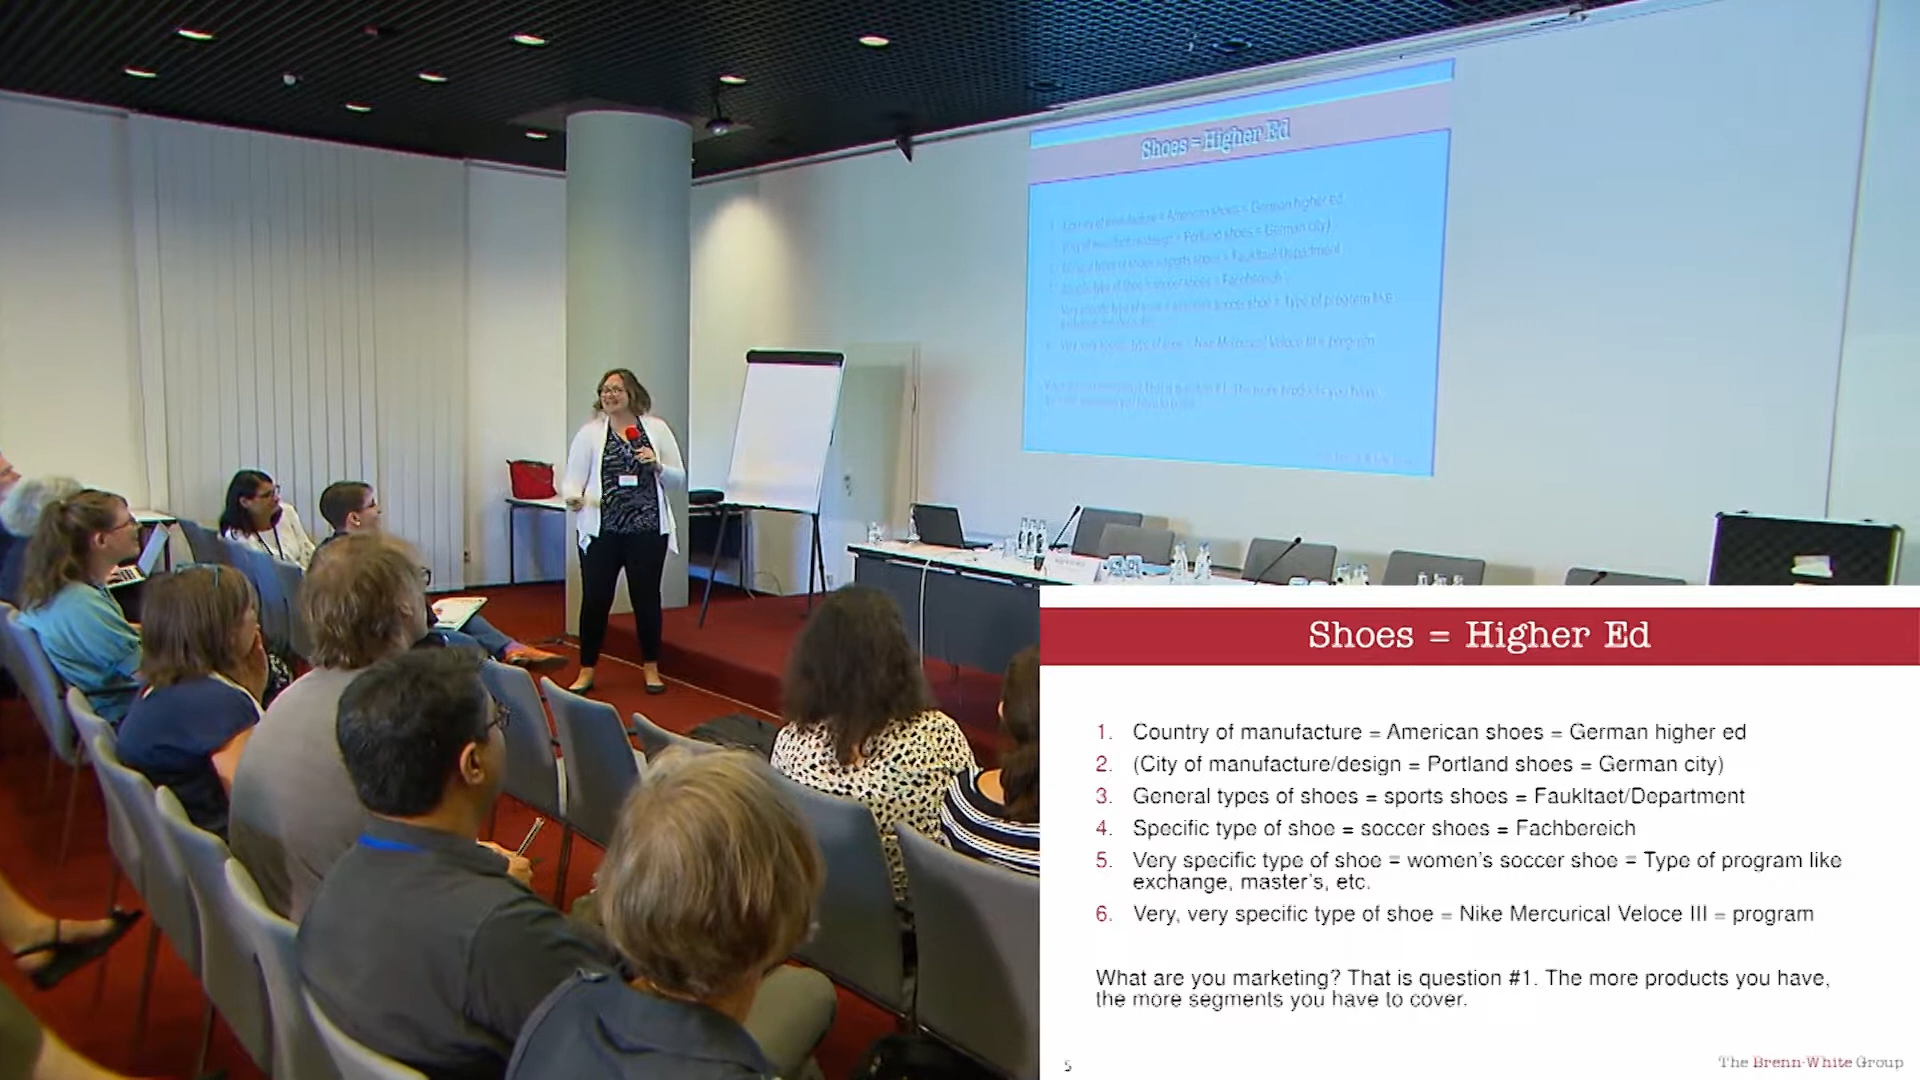 Shoes = Higher Ed
Shoes = Higher Ed
1. Country of manufacture = American shoes = German higher ed
2. (City of manufacture/design = Portland shoes = German city)
3. General types of shoes = sports shoes = Faukltaet/Department
4. Specific type of shoe = soccer shoes = Fachbereich
5. Very specific type of shoe = women's soccer shoe = Type of program like
exchange, master's, etc.
6. Very, very specific type of shoe = Nike Mercurical Veloce III = program
What are you marketing? That is question #1. The more products you have,
the more segments you have to cover.
5
The Brenn-White Group